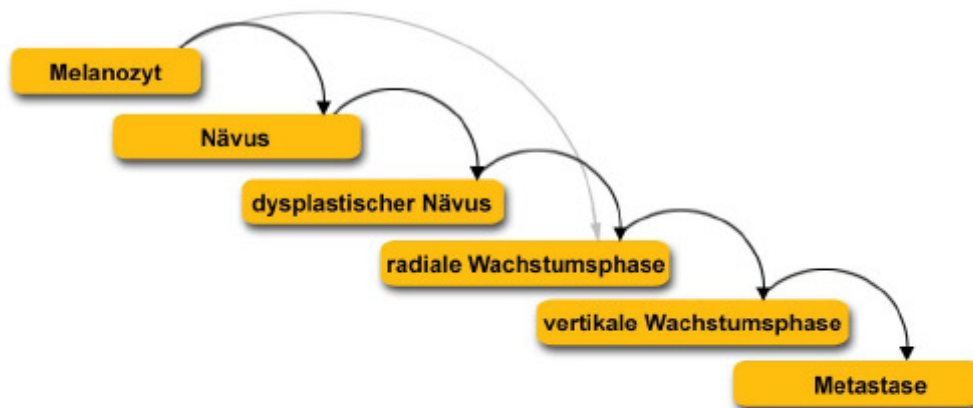 Melanozyt
Nävus
dysplastischer Nävus
radiale Wachstumsphase
vertikale Wachstumsphase
Metastase